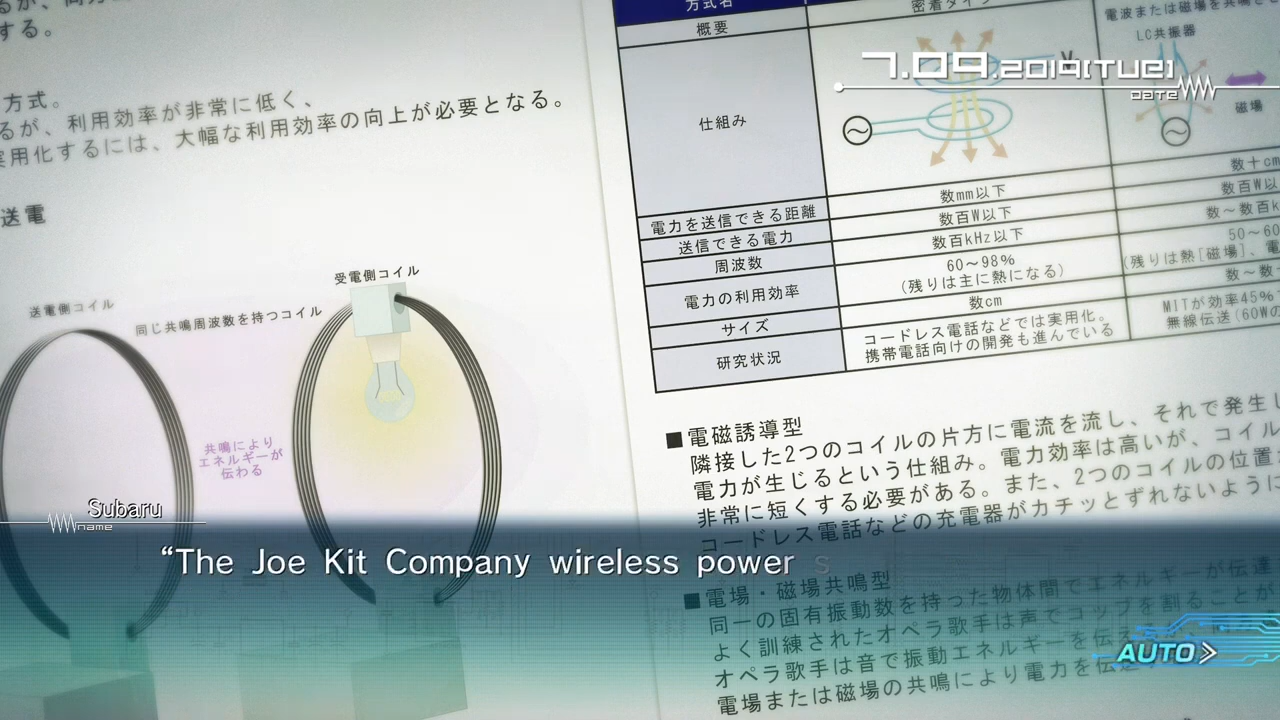 する。
方式。
るが、利用効率が非常に低く、
実用化するには、大幅な利用効率の向上が必要となる。
送電
送電側コイル
同じ共鳴周波数を持つコイル
受電側コイル
共鳴により
エネルギーが
伝わる
方式名
密着タイプ
概要
電波または磁場を共鳴させ
LC共振器
磁場
仕組み
V
7.09.2019[TUE]
DATE
電力を送信できる距離
数mm以下
数十cm
送信できる電力
数百W以下
数百W以
周波数
数百kHz以下
数～数百k
電力の利用効率
60～98%
(残りは主に熱になる)
50～60
(残りは熱[磁場]、電
サイズ
数cm
数～数
研究状況
コードレス電話などでは実用化。
携帯電話向けの開発も進んでいる
MITが効率45%
無線伝送(60Wの
■電磁誘導型
隣接した2つのコイルの片方に電流を流し、それで発生し
電力が生じるという仕組み。電力効率は高いが、コイル
非常に短くする必要がある。また、2つのコイルの位置
コードレス電話などの充電器がカチッとずれないように
■電場・磁場共鳴型
同一の固有振動数を持った物体間でエネルギーが伝達
よく訓練されたオペラ歌手は声でコップを割ることが
オペラ歌手は音で振動エネルギーを伝え
電場または磁場の共鳴により電力を伝送
Subaru
name
“The Joe Kit Company wireless power s
AUTO